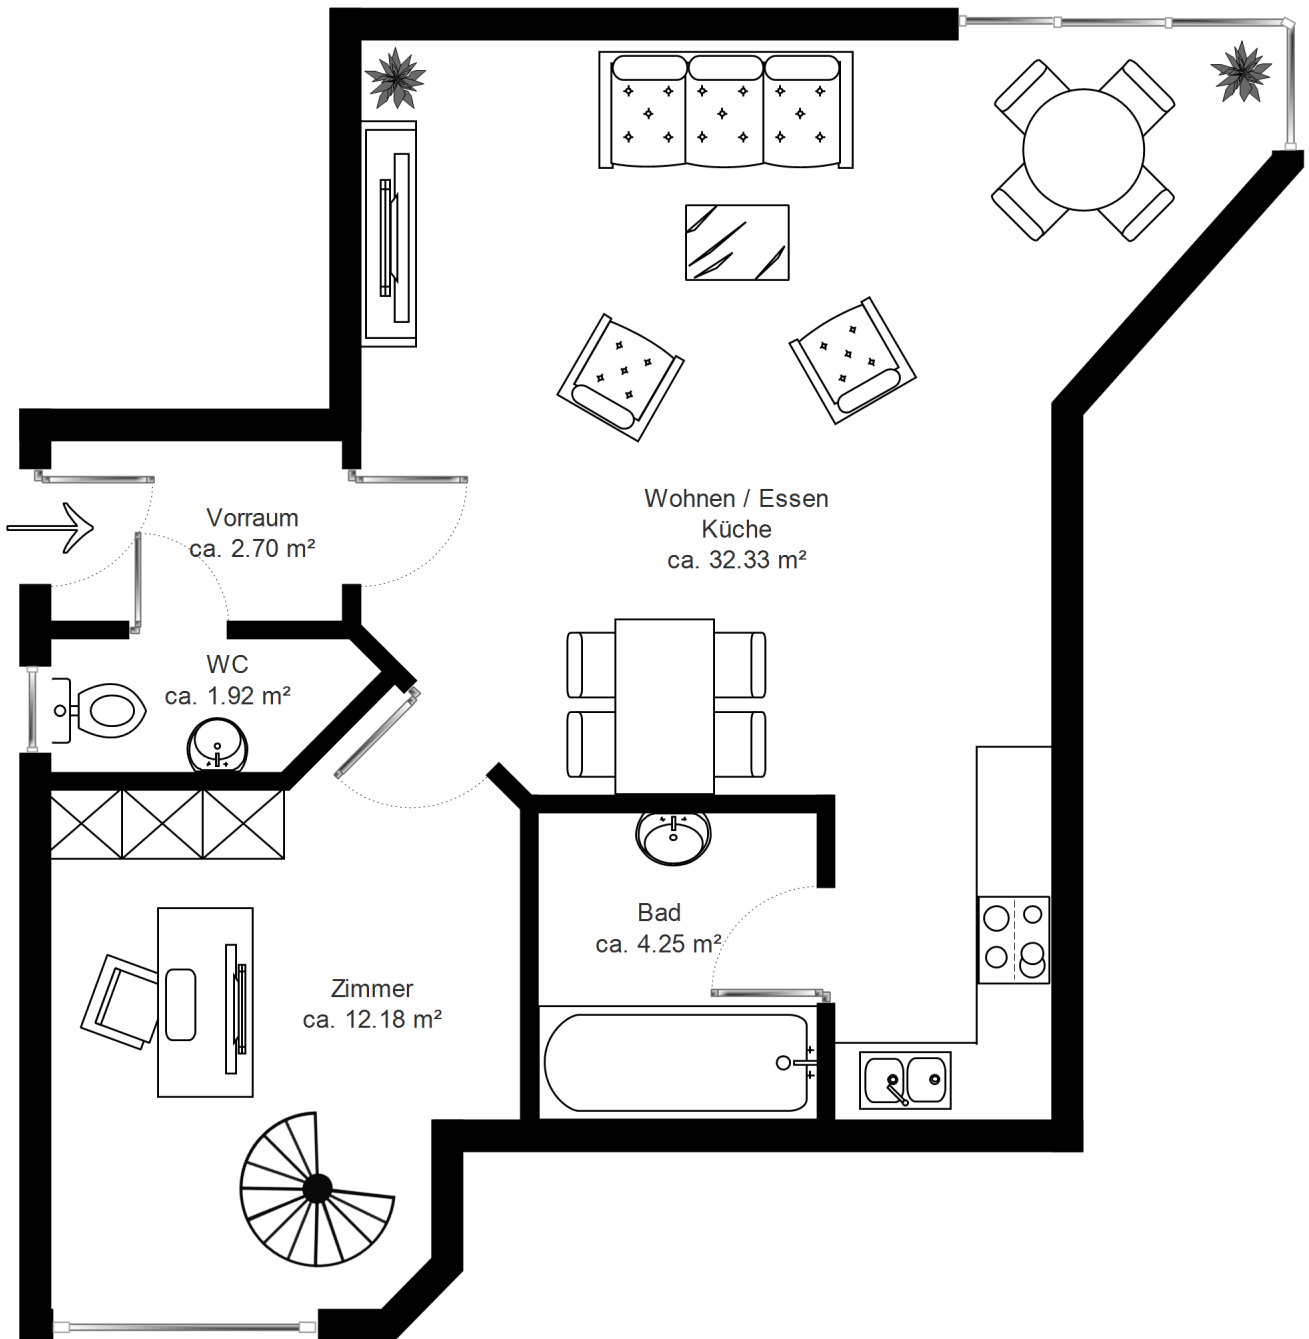 Wohnen / Essen
Küche
ca. 32.33 m²
Vorraum
ca. 2.70 m²
WC
ca. 1.92 m²
Bad
ca. 4.25 m²
Zimmer
ca. 12.18 m²